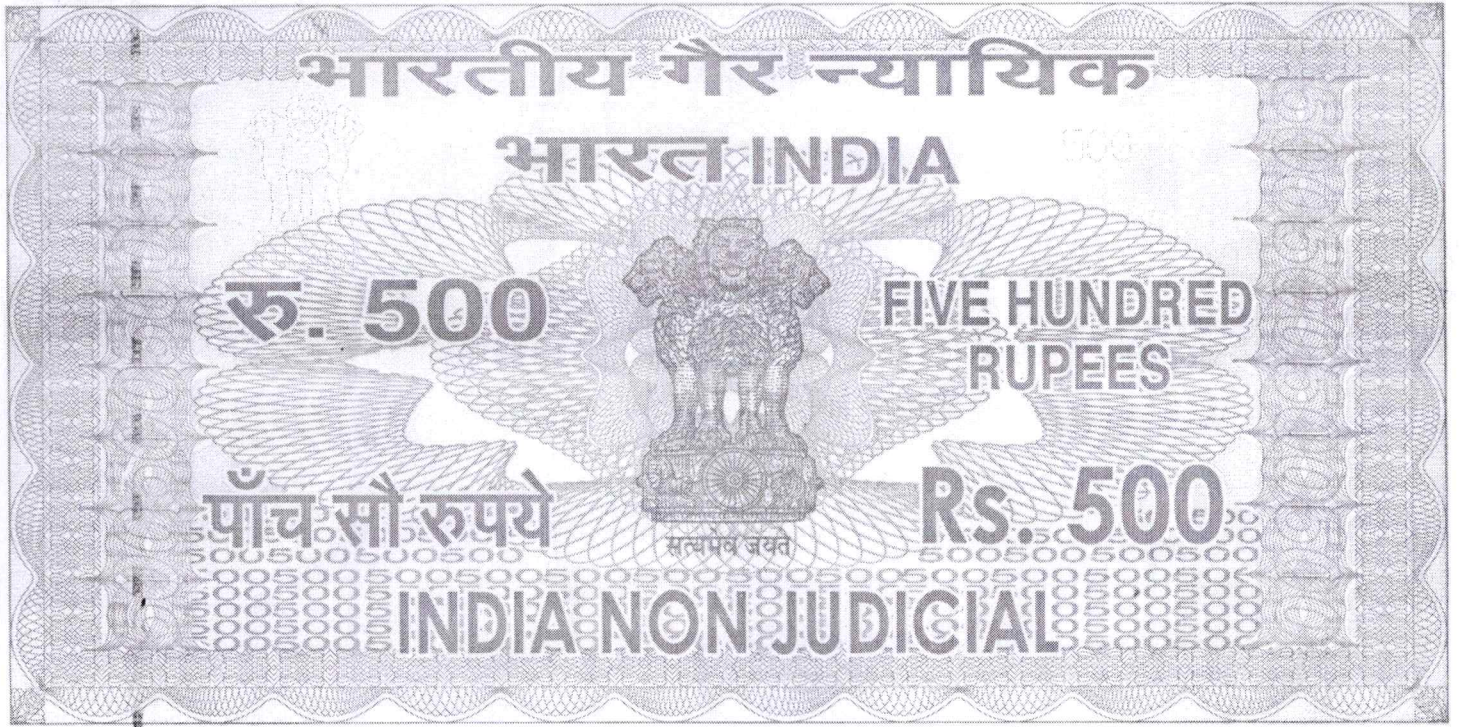 भारतीय गैर न्यायिक
भारत INDIA
रु. 500
FIVE HUNDRED
RUPEES
पाँच सौ रुपये
Rs. 500
सत्यमेव जयते
INDIA NON JUDICIAL